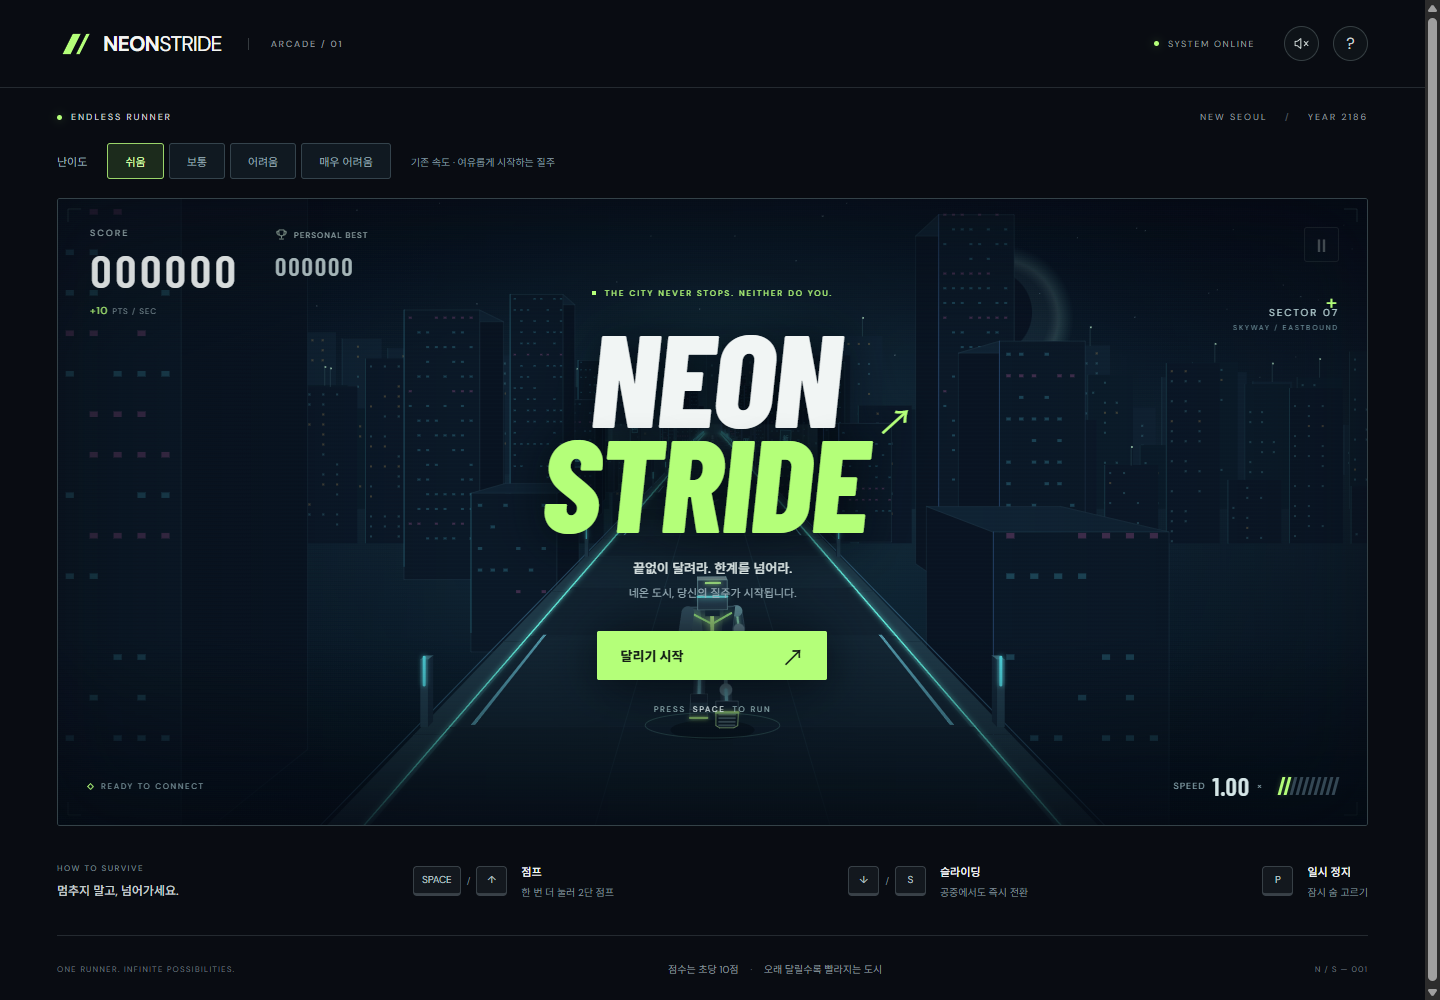 NEONSTRIDE
ARCADE / 01
SYSTEM ONLINE
?
ENDLESS RUNNER
NEW SEOUL / YEAR 2186
난이도
쉬움
보통
어려움
매우 어려움
기존 속도 · 여유롭게 시작하는 질주
SCORE
000000
+10 PTS / SEC
PERSONAL BEST
000000
THE CITY NEVER STOPS. NEITHER DO YOU.
SECTOR 07
SKYWAY / EASTBOUND
NEON
STRIDE
끝없이 달려라. 한계를 넘어라.
네온 도시, 당신의 질주가 시작됩니다.
달리기 시작
PRESS SPACE TO RUN
READY TO CONNECT
SPEED 1.00 ×
HOW TO SURVIVE
멈추지 말고, 넘어가세요.
SPACE / ↑
점프
한 번 더 눌러 2단 점프
↓ / S
슬라이딩
공중에서도 즉시 전환
P
일시 정지
잠시 숨 고르기
ONE RUNNER. INFINITE POSSIBILITIES.
점수는 초당 10점 · 오래 달릴수록 빨라지는 도시
N / S — 001